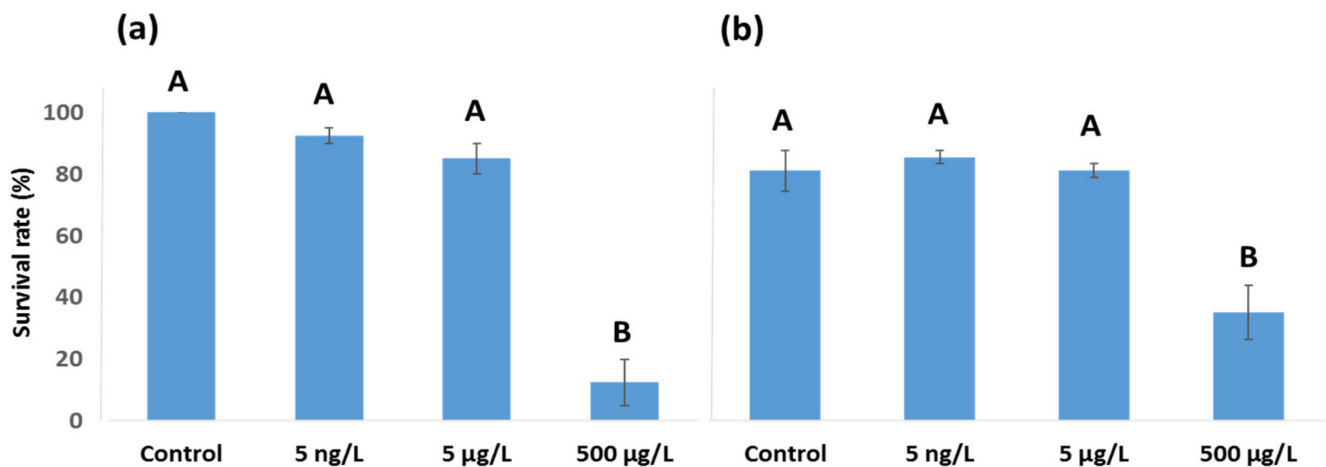 (a)
(b)
Survival rate (%)
100
80
60
40
20
0
A
A
A
B
A
A
A
B
Control
5 ng/L
5 µg/L
500 µg/L
Control
5 ng/L
5 µg/L
500 µg/L